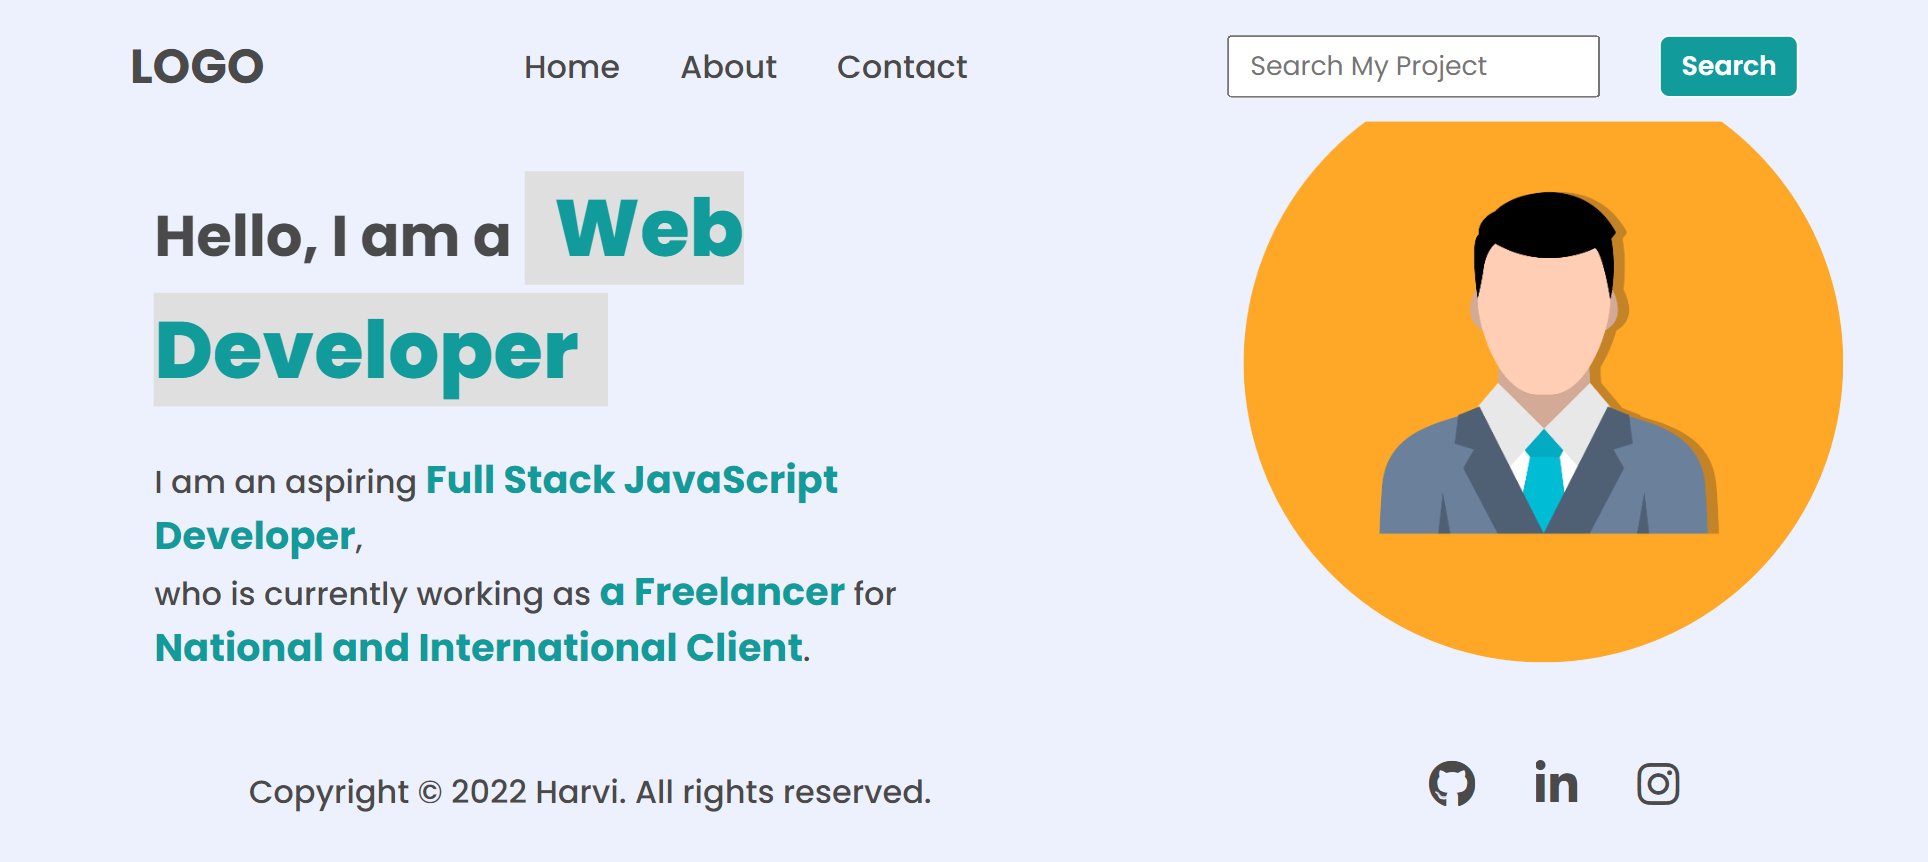 LOGO
Home About Contact
Search My Project
Search
Hello, I am a Web
Developer
I am an aspiring Full Stack JavaScript
Developer,
who is currently working as a Freelancer for
National and International Client.
Copyright © 2022 Harvi. All rights reserved.
in